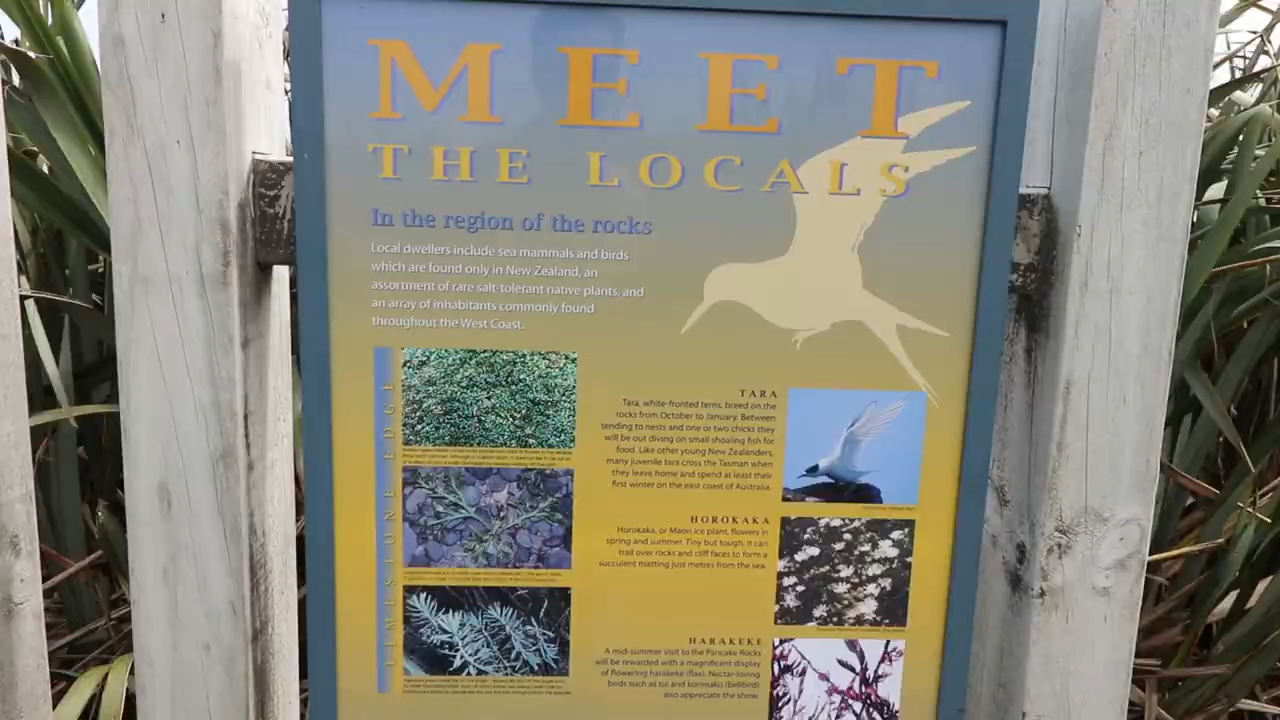 MEET
THE LOCALS
In the region of the rocks
Local dwellers include sea mammals and birds
which are found only in New Zealand, an
assortment of rare salt-tolerant native plants, and
an array of inhabitants commonly found
throughout the West Coast.
LIMESTONE EDGE
TARA
Tara, white-fronted terns, breed on the
rocks from October to January. Between
tending to nests and one or two chicks they
will be out diving on small shoaling fish for
food. Like other young New Zealanders,
many juvenile tara cross the Tasman when
they leave home and spend at least their
first winter on the east coast of Australia.
HOROKAKA
Horokaka, or Maori ice plant, flowers in
spring and summer. Tiny but tough, it can
trail over rocks and cliff faces to form a
succulent matting just metres from the sea.
HARAKEKE
A mid-summer visit to the Pancake Rocks
will be rewarded with a magnificent display
of flowering harakeke (flax). Nectar-loving
birds such as tui and korimako (bellbird)
also appreciate the show.